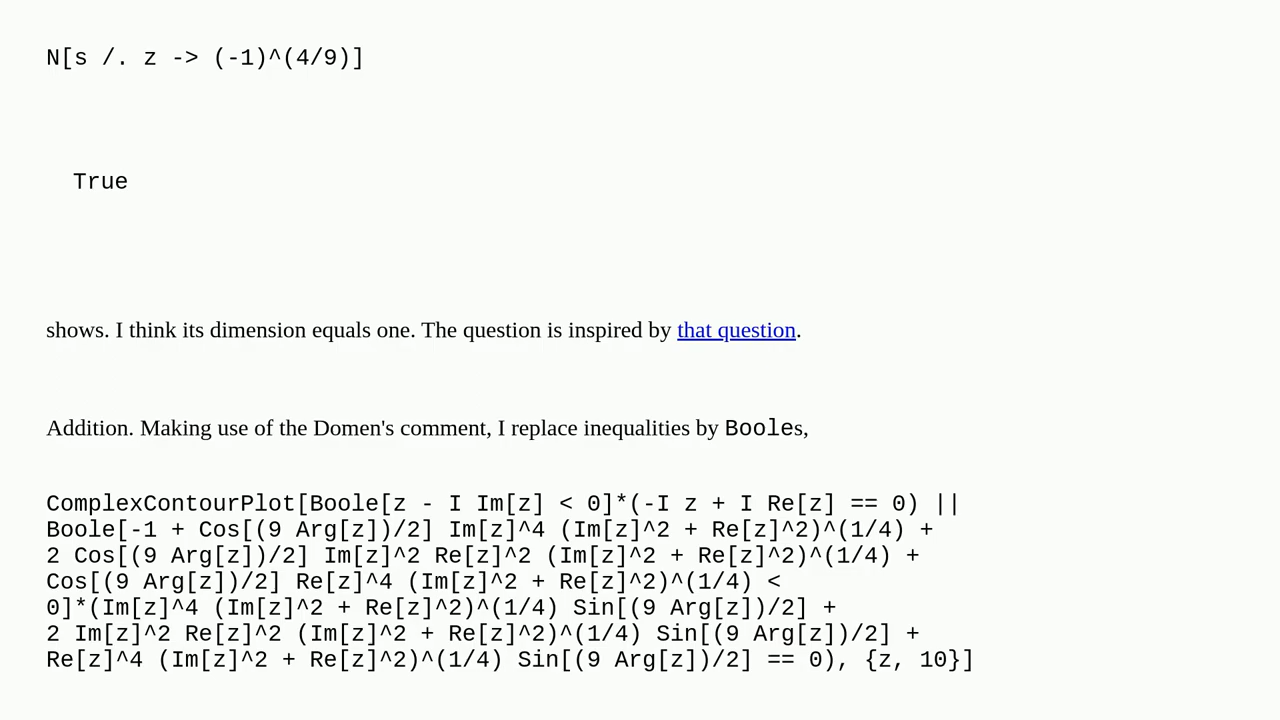 N[s /. z -> (-1)^(4/9)]
True
shows. I think its dimension equals one. The question is inspired by that question.
Addition. Making use of the Domen's comment, I replace inequalities by Booles,
ComplexContourPlot[Boole[z - I Im[z] < 0]*(-I z + I Re[z] == 0) ||
Boole[-1 + Cos[(9 Arg[z])/2] Im[z]^4 (Im[z]^2 + Re[z]^2)^(1/4) +
2 Cos[(9 Arg[z])/2] Im[z]^2 Re[z]^2 (Im[z]^2 + Re[z]^2)^(1/4) +
Cos[(9 Arg[z])/2] Re[z]^4 (Im[z]^2 + Re[z]^2)^(1/4) <
0]*(Im[z]^4 (Im[z]^2 + Re[z]^2)^(1/4) Sin[(9 Arg[z])/2] +
2 Im[z]^2 Re[z]^2 (Im[z]^2 + Re[z]^2)^(1/4) Sin[(9 Arg[z])/2] +
Re[z]^4 (Im[z]^2 + Re[z]^2)^(1/4) Sin[(9 Arg[z])/2] == 0), {z, 10}]